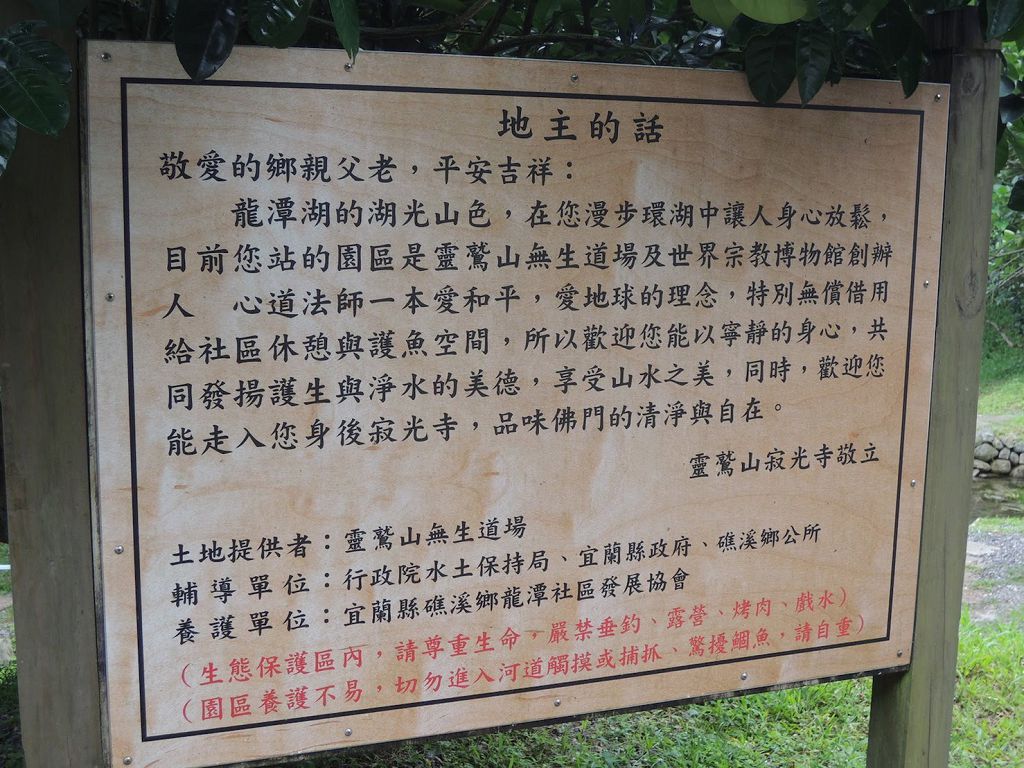 地主的話
敬愛的鄉親父老，平安吉祥：
龍潭湖的湖光山色，在您漫步環湖中讓人身心放鬆，
目前您站的園區是靈鷲山無生道場及世界宗教博物館創辦
人　心道法師一本愛和平，愛地球的理念，特別無償借用
給社區休憩與護魚空間，所以歡迎您能以寧靜的身心，共
同發揚護生與淨水的美德，享受山水之美，同時，歡迎您
能走入您身後寂光寺，品味佛門的清淨與自在。
靈鷲山寂光寺敬立
土地提供者：靈鷲山無生道場
輔導單位：行政院水土保持局、宜蘭縣政府、礁溪鄉公所
養護單位：宜蘭縣礁溪鄉龍潭社區發展協會
（生態保護區內，請尊重生命，嚴禁垂釣、露營、烤肉、戲水）
（園區養護不易，切勿進入河道觸摸或捕抓、驚擾鯝魚，請自重）